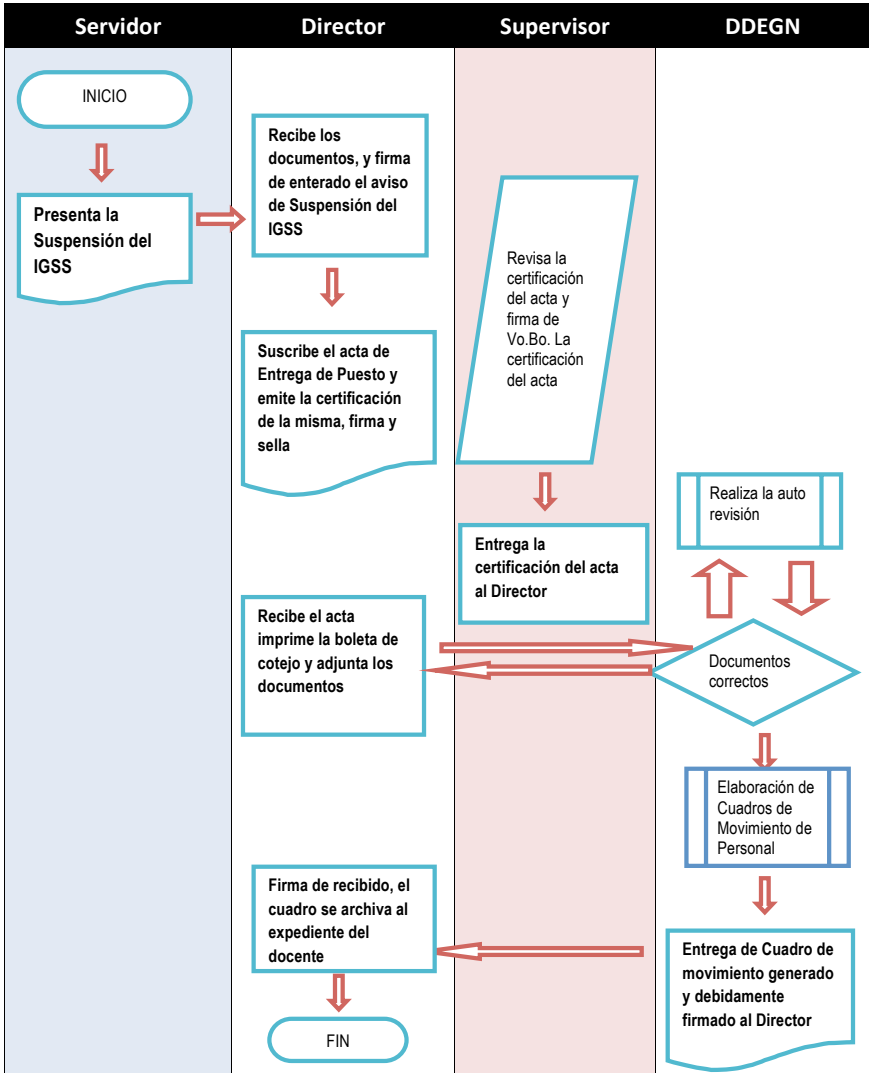 Servidor
Director
Supervisor
DDEGN
INICIO
Presenta la
Suspensión del
IGSS
Recibe los
documentos, y firma
de enterado el aviso
de Suspensión del
IGSS
Suscribe el acta de
Entrega de Puesto y
emite la certificación
de la misma, firma y
sella
Revisa la
certificación
del acta y
firma de
Vo.Bo. La
certificación
del acta
Entrega la
certificación del acta
al Director
Recibe el acta
imprime la boleta de
cotejo y adjunta los
documentos
Realiza la auto
revisión
Documentos
correctos
Elaboración de
Cuadros de
Movimiento de
Personal
Entrega de Cuadro de
movimiento generado
y debidamente
firmado al Director
Firma de recibido, el
cuadro se archiva al
expediente del
docente
FIN